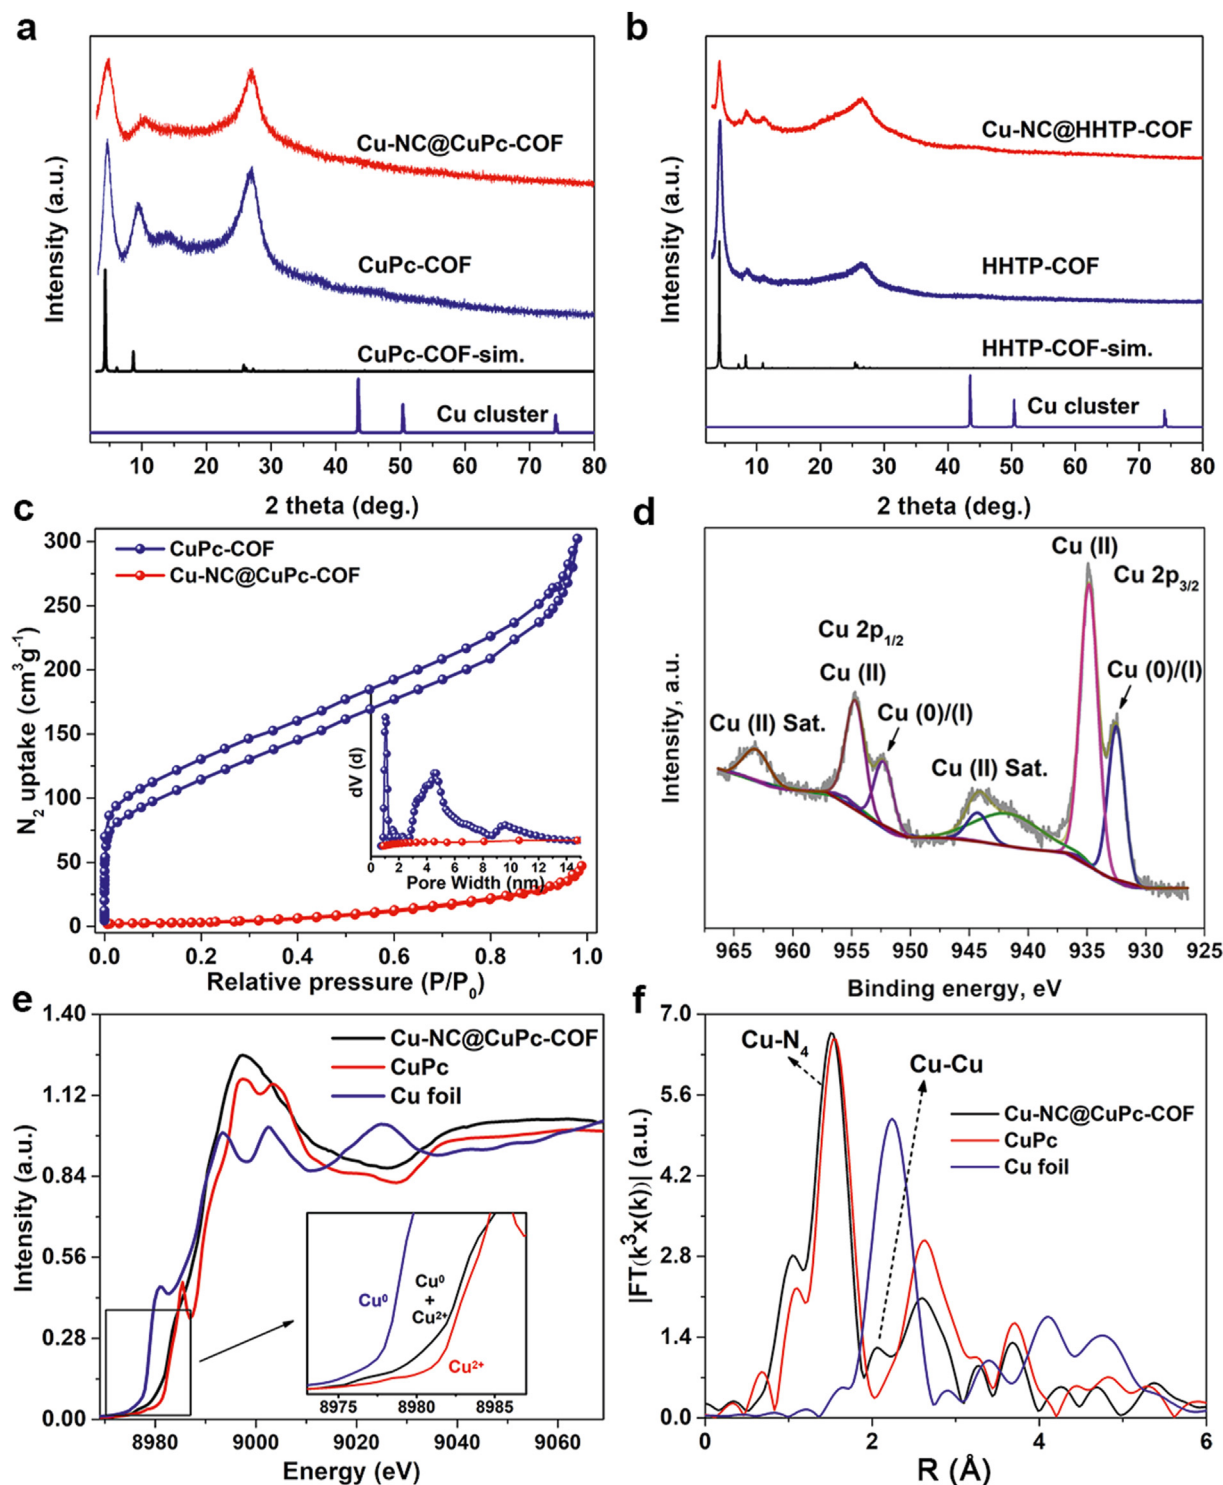 a
Intensity (a.u.)
Cu-NC@CuPc-COF
CuPc-COF
CuPc-COF-sim.
Cu cluster
10 20 30 40 50 60 70 80
2 theta (deg.)
b
Intensity (a.u.)
Cu-NC@HHTP-COF
HHTP-COF
HHTP-COF-sim.
Cu cluster
10 20 30 40 50 60 70 80
2 theta (deg.)
c
N2 uptake (cm3g-1)
300
250
200
150
100
50
0
CuPc-COF
Cu-NC@CuPc-COF
dV (d)
0 2 4 6 8 10 12 14
Pore Width (nm)
0.0 0.2 0.4 0.6 0.8 1.0
Relative pressure (P/P0)
d
Intensity, a.u.
Cu (II)
Cu 2p3/2
Cu 2p1/2
Cu (II)
Cu (0)/(I)
Cu (0)/(I)
Cu (II) Sat.
Cu (II) Sat.
965 960 955 950 945 940 935 930 925
Binding energy, eV
e
Intensity (a.u.)
1.40
1.12
0.84
0.56
0.28
0.00
Cu-NC@CuPc-COF
CuPc
Cu foil
Cu0
Cu0
+
Cu2+
Cu2+
8975 8980 8985
8980 9000 9020 9040 9060
Energy (eV)
f
|FT(k3x(k))| (a.u.)
7.0
5.6
4.2
2.8
1.4
0.0
Cu-N4
Cu-Cu
Cu-NC@CuPc-COF
CuPc
Cu foil
0 2 4 6
R (Å)